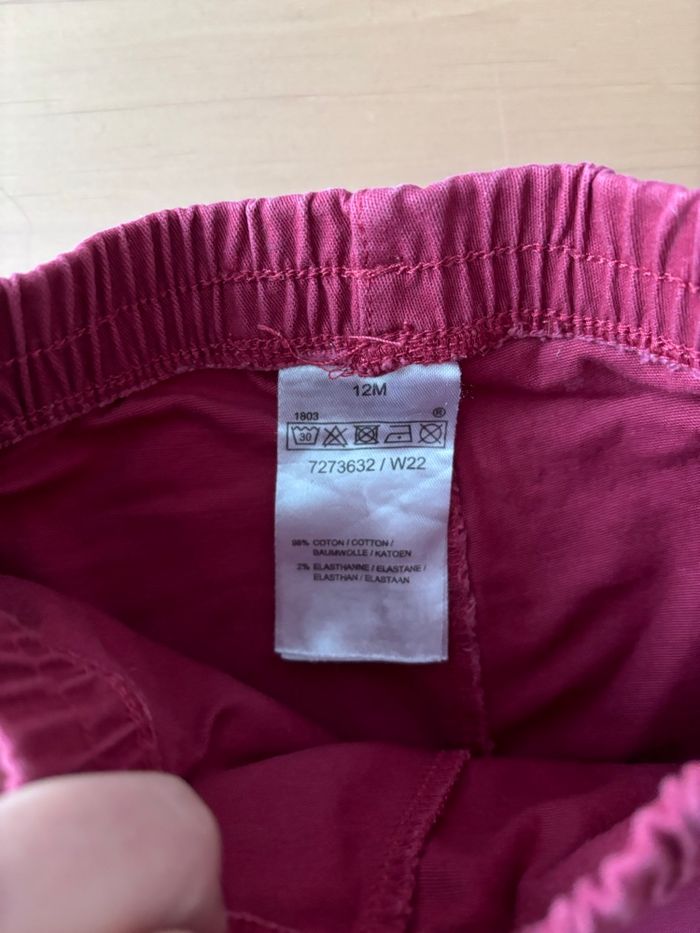 12M
1803 ®
30
7273632 / W22
98% COTON / COTTON /
BAUMWOLLE / KATOEN
2% ELASTHANNE / ELASTANE /
ELASTHAN / ELASTAAN